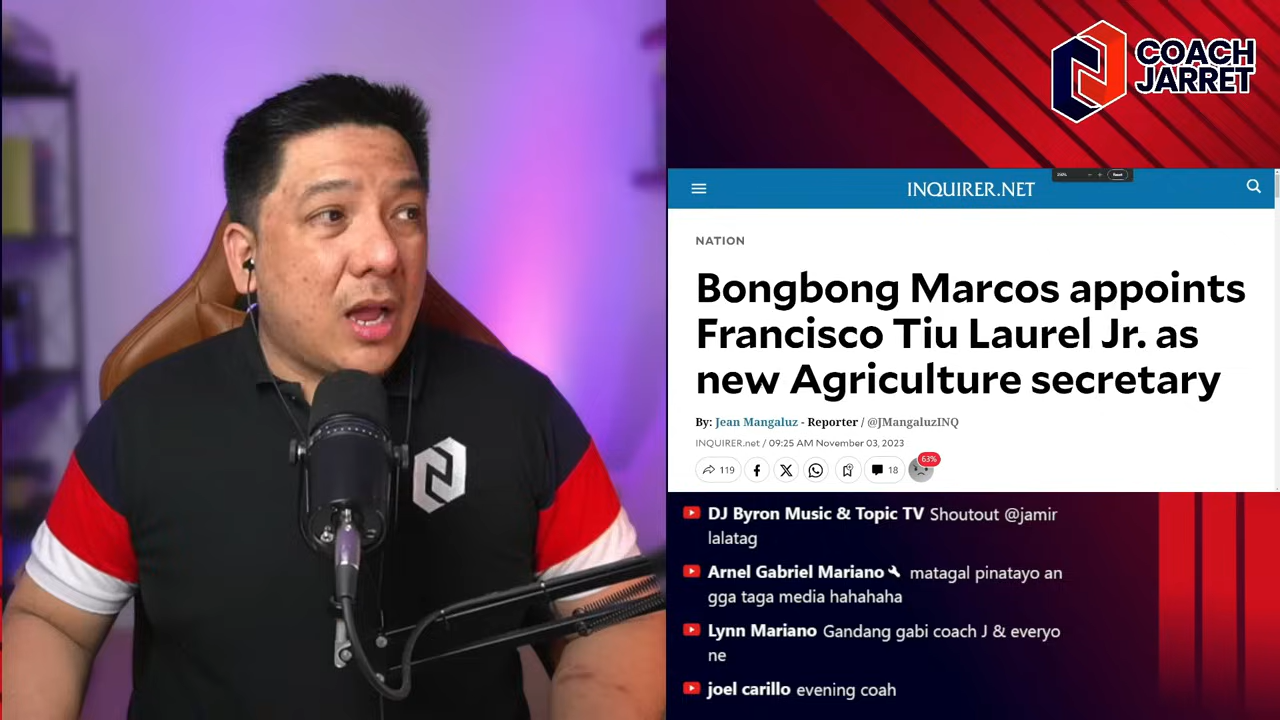 COACH
JARRET
INQUIRER.NET
NATION
Bongbong Marcos appoints
Francisco Tiu Laurel Jr. as
new Agriculture secretary
By: Jean Mangaluz - Reporter / @JMangaluzINQ
INQUIRER.net / 09:25 AM November 03, 2023
119
18
63%
DJ Byron Music & Topic TV Shoutout @jamir
lalatag
Arnel Gabriel Mariano matagal pinatayo an
gga taga media hahahaha
Lynn Mariano Gandang gabi coach J & everyo
ne
joel carillo evening coah